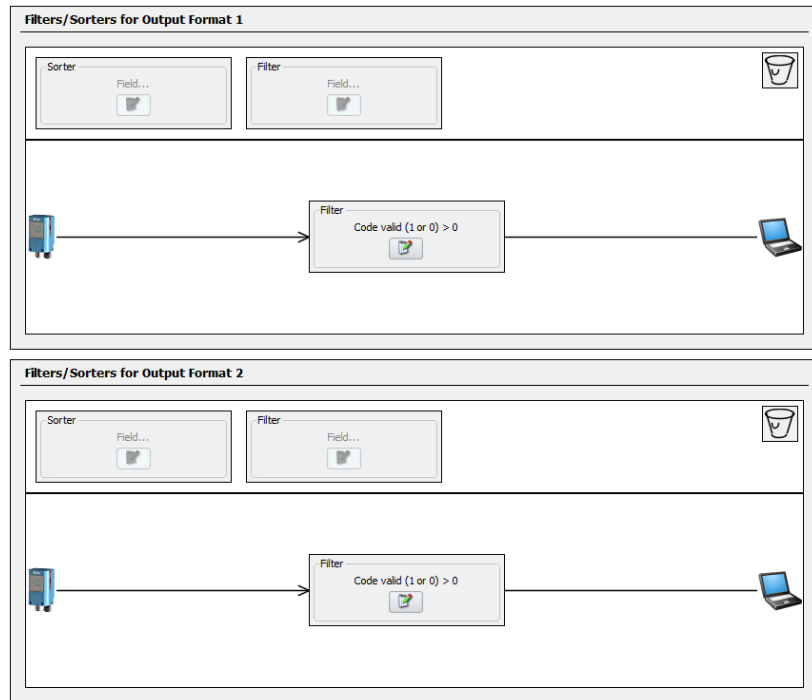 Filters/Sorters for Output Format 1
Sorter
Field...
Filter
Field...
Filter
Code valid (1 or 0) > 0
Filters/Sorters for Output Format 2
Sorter
Field...
Filter
Field...
Filter
Code valid (1 or 0) > 0